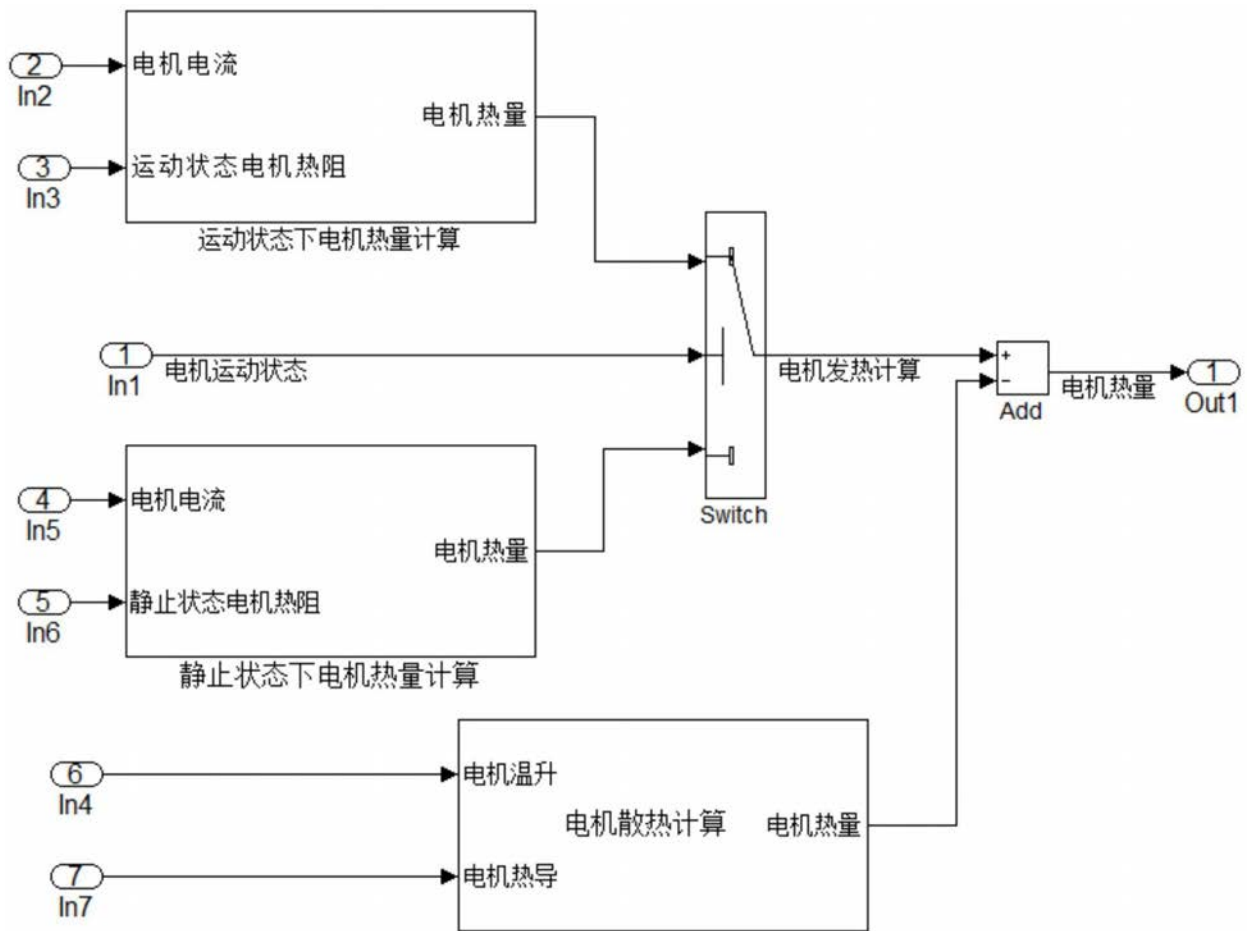 2
In2
电机电流
3
In3
运动状态电机热阻
电机热量
运动状态下电机热量计算
1
In1
电机运动状态
4
In5
电机电流
5
In6
静止状态电机热阻
电机热量
静止状态下电机热量计算
Switch
电机发热计算
+
−
Add
电机热量
1
Out1
6
In4
电机温升
7
In7
电机热导
电机散热计算
电机热量